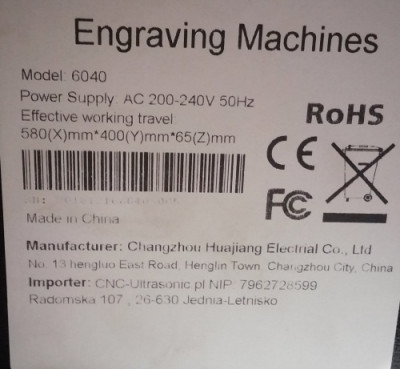 Engraving Machines
Model: 6040
Power Supply: AC 200-240V 50Hz
Effective working travel
580(X)mm*400(Y)mm*65(Z)mm
RoHS
CE
FC
Made in China
Manufacturer: Changzhou Huajiang Electrial Co., Ltd
No. 13 hengluo East Road, Henglin Town, Changzhou City, China
Importer: CNC-Ultrasonic.pl NIP: 7962728599
Radomska 107 , 26-630 Jednia-Letnisko